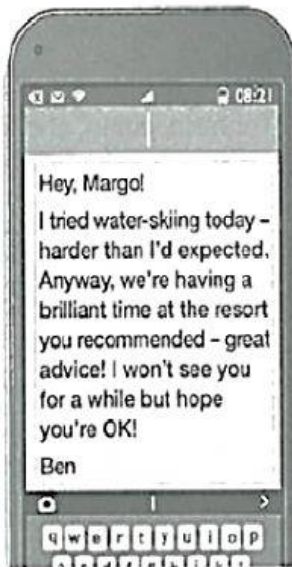 08:21
Hey, Margo!
I tried water-skiing today –
harder than I'd expected.
Anyway, we're having a
brilliant time at the resort
you recommended – great
advice! I won't see you
for a while but hope
you're OK!
Ben
q w e r t y u i o p